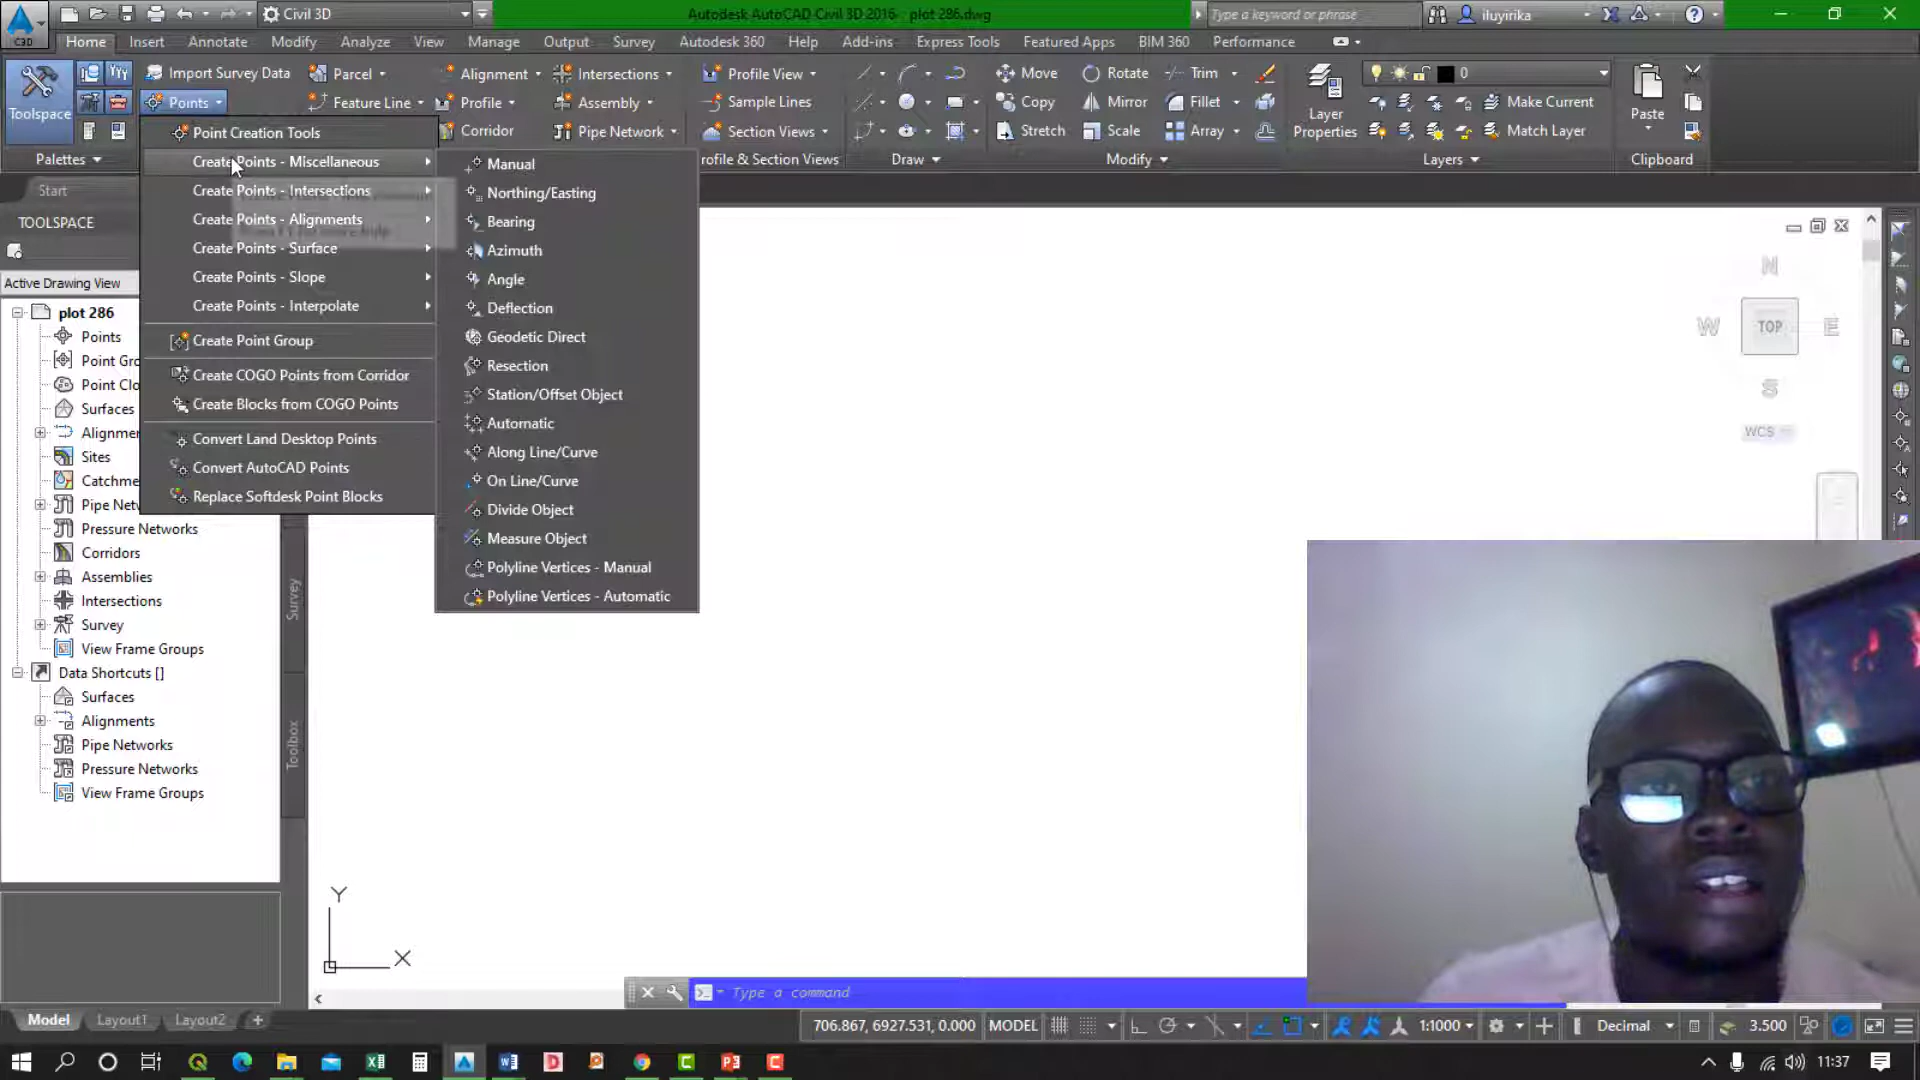 Civil 3D
Autodesk AutoCAD Civil 3D 2016 plot 286.dwg
Type a keyword or phrase
iluyirika
C3D
Home Insert Annotate Modify Analyze View Manage Output Survey Autodesk 360 Help Add-ins Express Tools Featured Apps BIM 360 Performance
Toolspace
Import Survey Data
Parcel
Alignment
Intersections
Profile View
Move
Rotate
Trim
0
Points
Feature Line
Profile
Assembly
Sample Lines
Copy
Mirror
Fillet
Make Current
Corridor
Pipe Network
Section Views
Stretch
Scale
Array
Match Layer
Layer
Properties
Paste
Palettes
rofile & Section Views
Draw
Modify
Layers
Clipboard
Point Creation Tools
Create Points - Miscellaneous
Create Points - Intersections
Create Points - Alignments
Create Points - Surface
Create Points - Slope
Create Points - Interpolate
Create Point Group
Create COGO Points from Corridor
Create Blocks from COGO Points
Convert Land Desktop Points
Convert AutoCAD Points
Replace Softdesk Point Blocks
Manual
Northing/Easting
Bearing
Azimuth
Angle
Deflection
Geodetic Direct
Resection
Station/Offset Object
Automatic
Along Line/Curve
On Line/Curve
Divide Object
Measure Object
Polyline Vertices - Manual
Polyline Vertices - Automatic
Start
TOOLSPACE
Active Drawing View
plot 286
Points
Point Gro
Point Clo
Surfaces
Alignmer
Sites
Catchme
Pipe Netv
Pressure Networks
Corridors
Assemblies
Intersections
Survey
View Frame Groups
Data Shortcuts []
Surfaces
Alignments
Pipe Networks
Pressure Networks
View Frame Groups
Survey
Toolbox
N
W TOP E
S
WCS
Y
X
Type a command
Model Layout1 Layout2 +
706.867, 6927.531, 0.000 MODEL
1:1000
Decimal
3.500
11:37